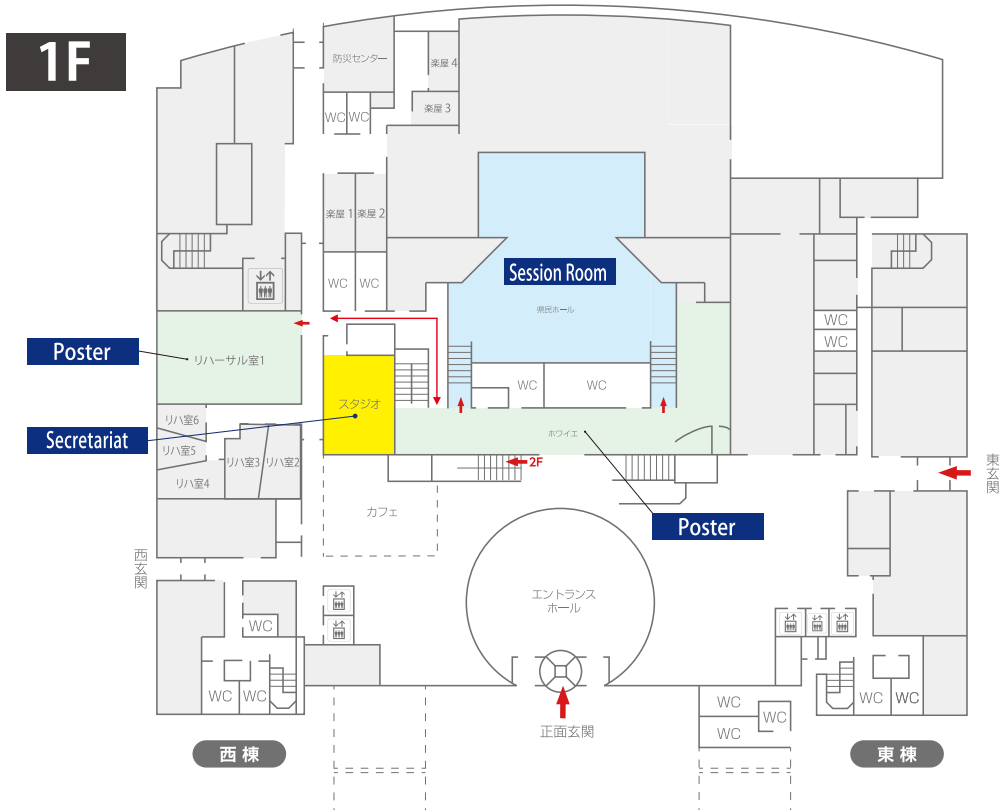 1F
防災センター
楽屋 4
楽屋 3
WC
WC
楽屋 1
楽屋 2
WC
WC
Session Room
県民ホール
WC
WC
WC
WC
Poster
リハーサル室1
スタジオ
Secretariat
リハ室6
リハ室5
リハ室4
リハ室3
リハ室2
ホワイエ
2F
Poster
カフェ
東玄関
西玄関
エントランス
ホール
WC
WC
WC
正面玄関
WC
WC
WC
WC
WC
西棟
東棟